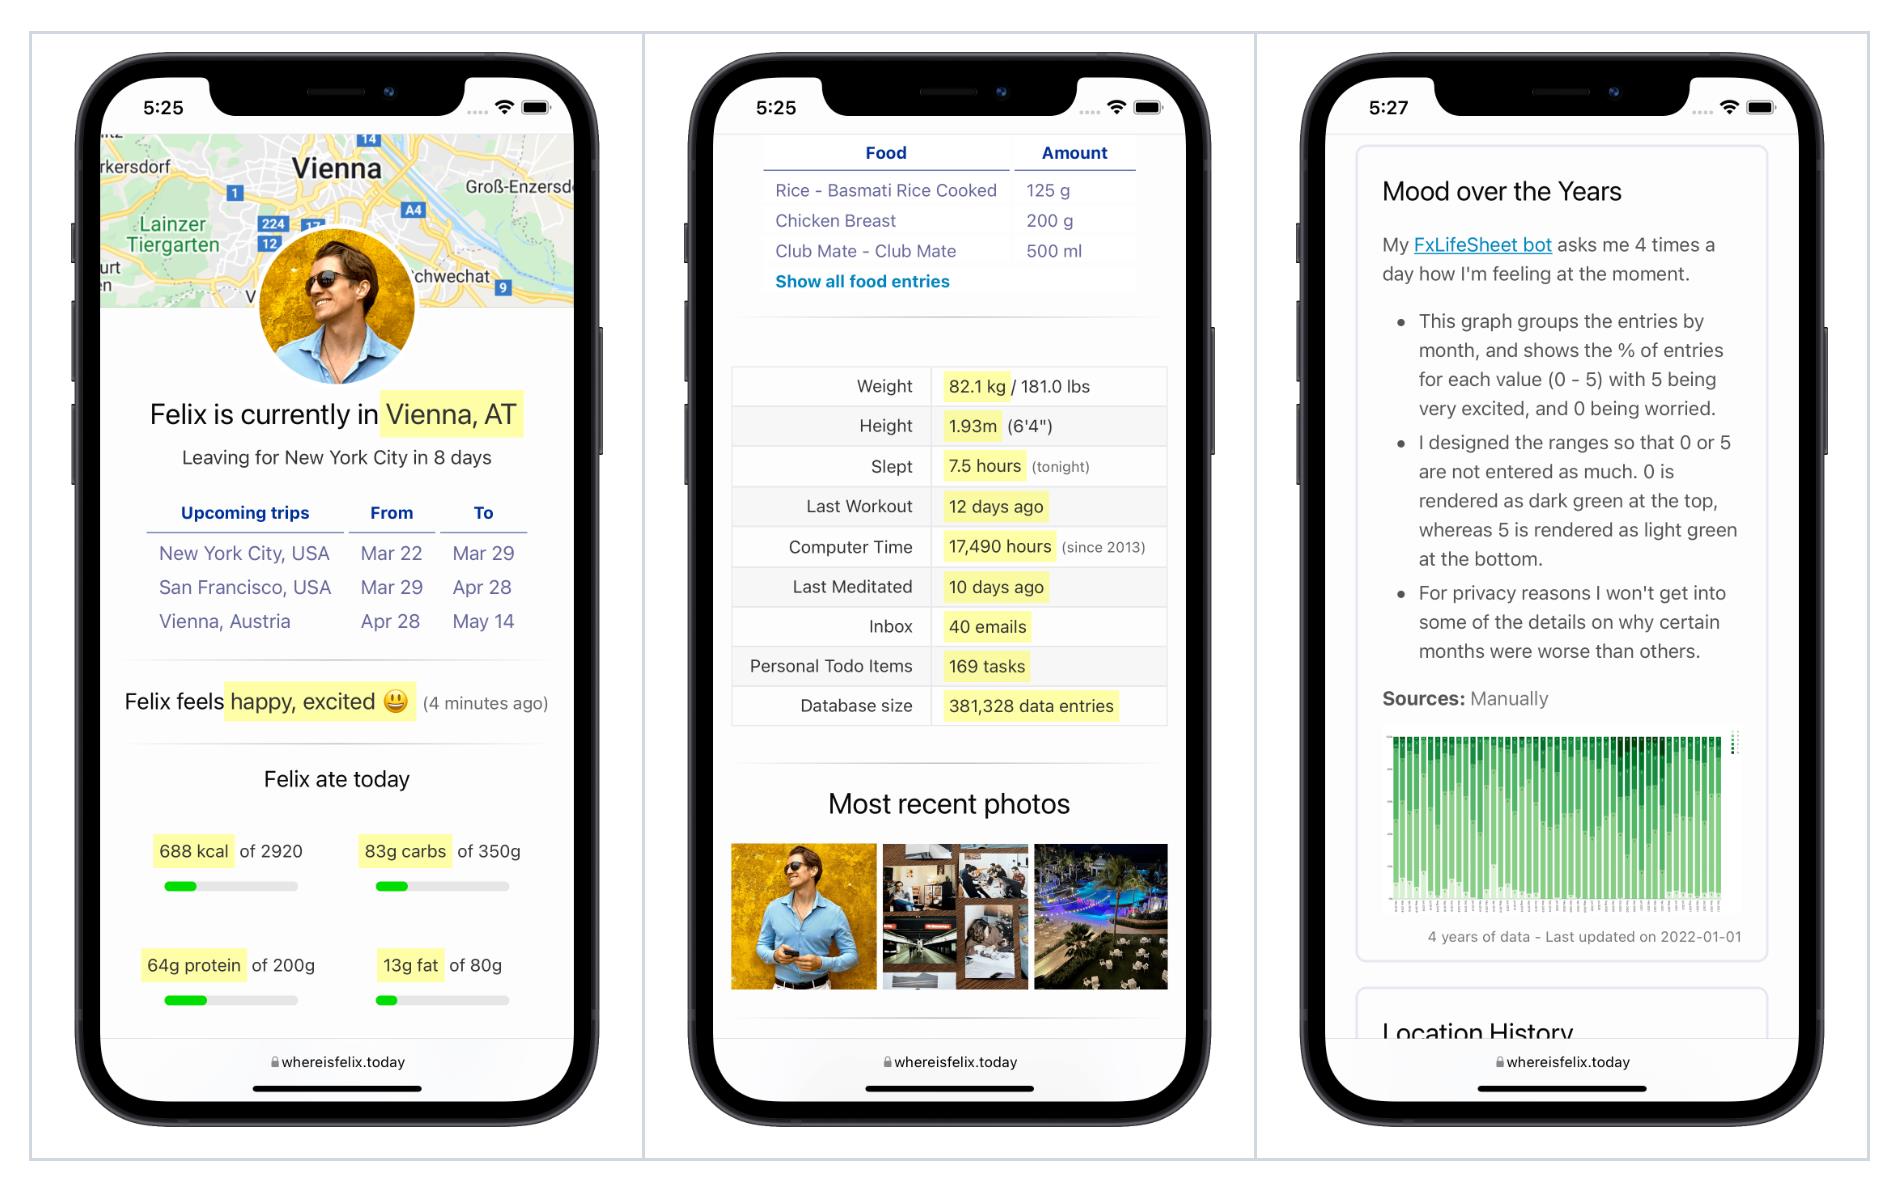 5:25
14
Vienna
rkersdorf
1
Groß-Enzersd
A4
Lainzer
Tiergarten
224
17
12
urt
chwechat
9
V
Felix is currently in Vienna, AT
Leaving for New York City in 8 days
Upcoming trips From To
New York City, USA Mar 22 Mar 29
San Francisco, USA Mar 29 Apr 28
Vienna, Austria Apr 28 May 14
Felix feels happy, excited 😃 (4 minutes ago)
Felix ate today
688 kcal of 2920 83g carbs of 350g
64g protein of 200g 13g fat of 80g
whereisfelix.today
5:25
Food Amount
Rice - Basmati Rice Cooked 125 g
Chicken Breast 200 g
Club Mate - Club Mate 500 ml
Show all food entries
Weight 82.1 kg / 181.0 lbs
Height 1.93m (6'4")
Slept 7.5 hours (tonight)
Last Workout 12 days ago
Computer Time 17,490 hours (since 2013)
Last Meditated 10 days ago
Inbox 40 emails
Personal Todo Items 169 tasks
Database size 381,328 data entries
Most recent photos
whereisfelix.today
5:27
Mood over the Years
My FxLifeSheet bot asks me 4 times a
day how I'm feeling at the moment.
• This graph groups the entries by
month, and shows the % of entries
for each value (0 - 5) with 5 being
very excited, and 0 being worried.
• I designed the ranges so that 0 or 5
are not entered as much. 0 is
rendered as dark green at the top,
whereas 5 is rendered as light green
at the bottom.
• For privacy reasons I won't get into
some of the details on why certain
months were worse than others.
Sources: Manually
4 years of data - Last updated on 2022-01-01
Location History
whereisfelix.today